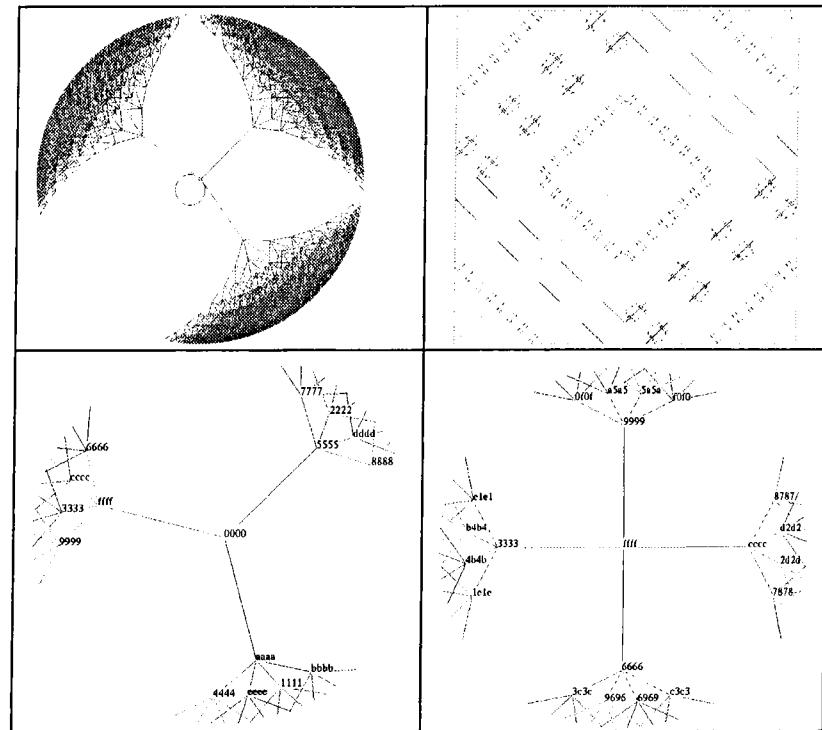 7777
2222
dddd
5555
8888
6666
cccc
ffff
3333
9999
0000
aaaa
bbbb
1111
4444
eeee
0f0f
a5a5
5a5a
f0f0
9999
e1e1
8787
b4b4
d2d2
3333
ffff
cccc
4b4b
2d2d
1e1e
7878
6666
3c3c
9696
6969
c3c3